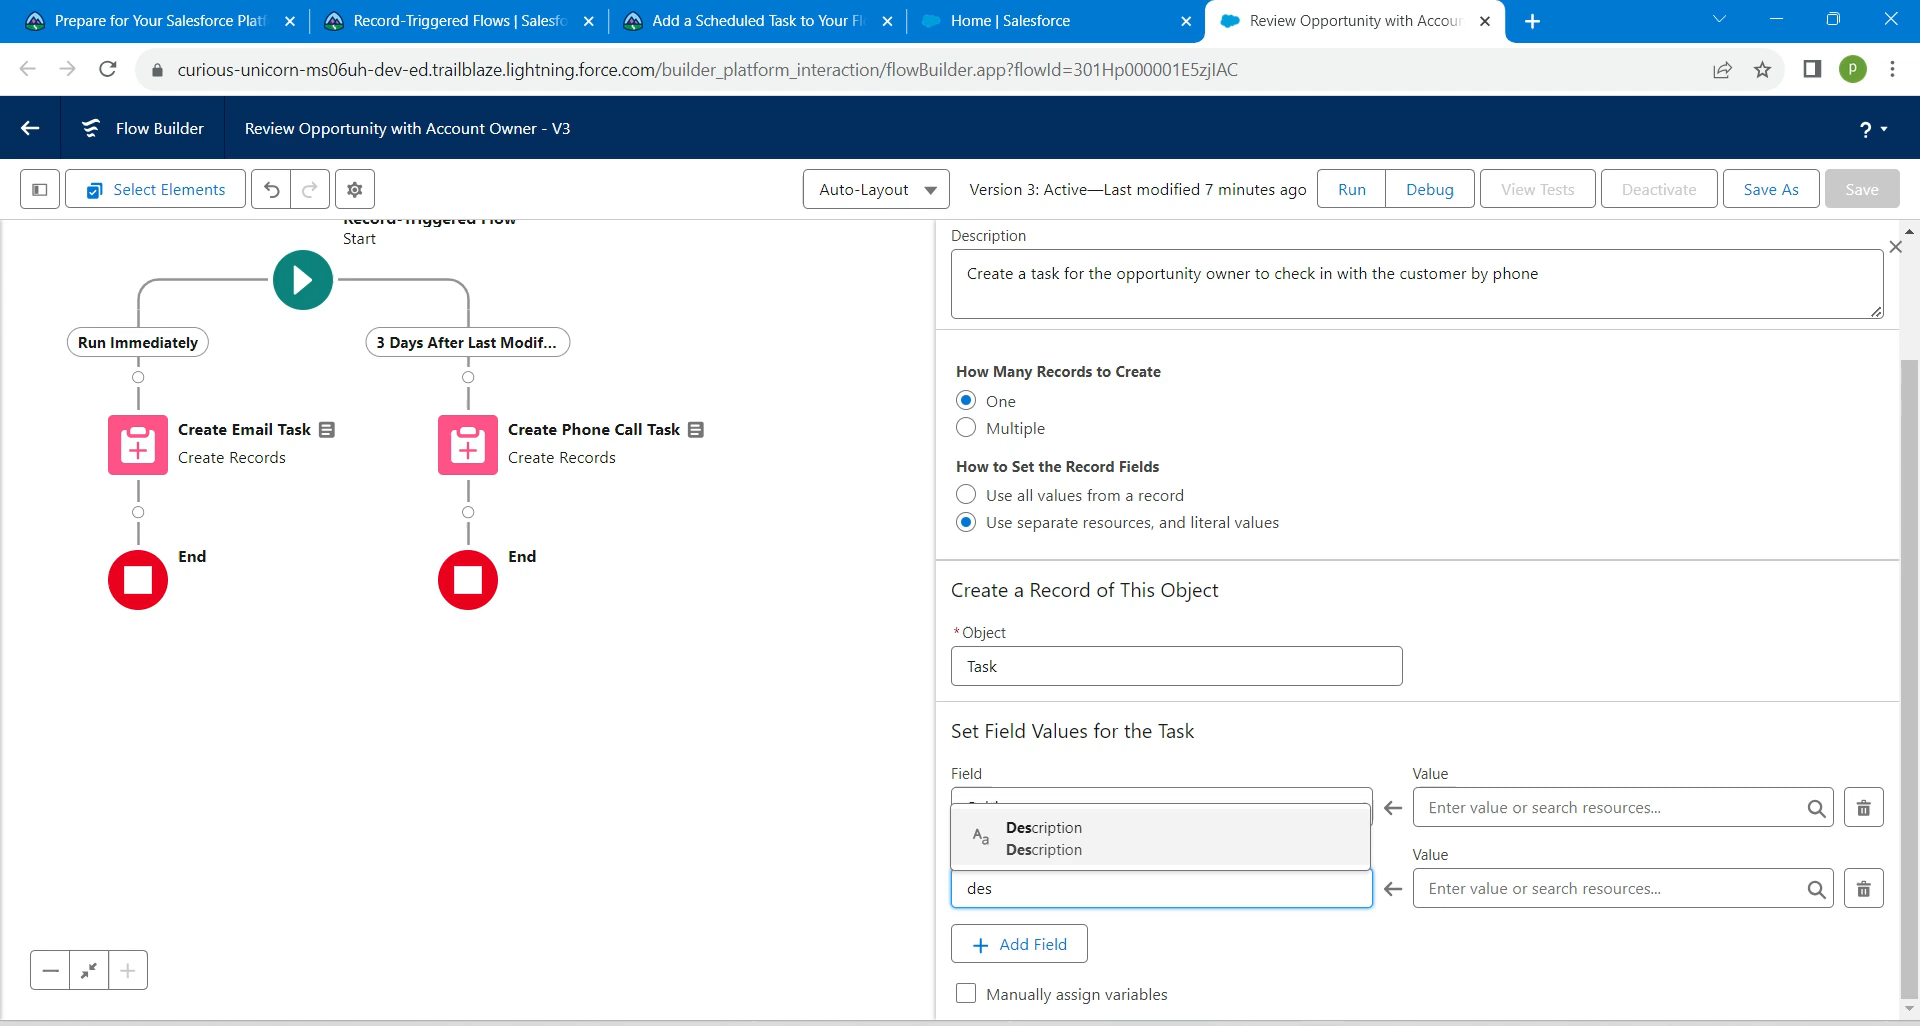 Prepare for Your Salesforce Platf
Record-Triggered Flows | Salesfo
Add a Scheduled Task to Your Fl
Home | Salesforce
Review Opportunity with Accou
curious-unicorn-ms06uh-dev-ed.trailblaze.lightning.force.com/builder_platform_interaction/flowBuilder.app?flowId=301Hp000001E5zjIAC
P
Flow Builder
Review Opportunity with Account Owner - V3
?
Select Elements
Auto-Layout
Version 3: Active—Last modified 7 minutes ago
Run
Debug
View Tests
Deactivate
Save As
Save
Record-Triggered Flow
Start
Run Immediately
3 Days After Last Modif...
Create Email Task
Create Records
Create Phone Call Task
Create Records
End
End
Description
Create a task for the opportunity owner to check in with the customer by phone
How Many Records to Create
One
Multiple
How to Set the Record Fields
Use all values from a record
Use separate resources, and literal values
Create a Record of This Object
* Object
Task
Set Field Values for the Task
Field
Value
Enter value or search resources...
Aa
Description
Description
Value
des
Enter value or search resources...
+ Add Field
Manually assign variables